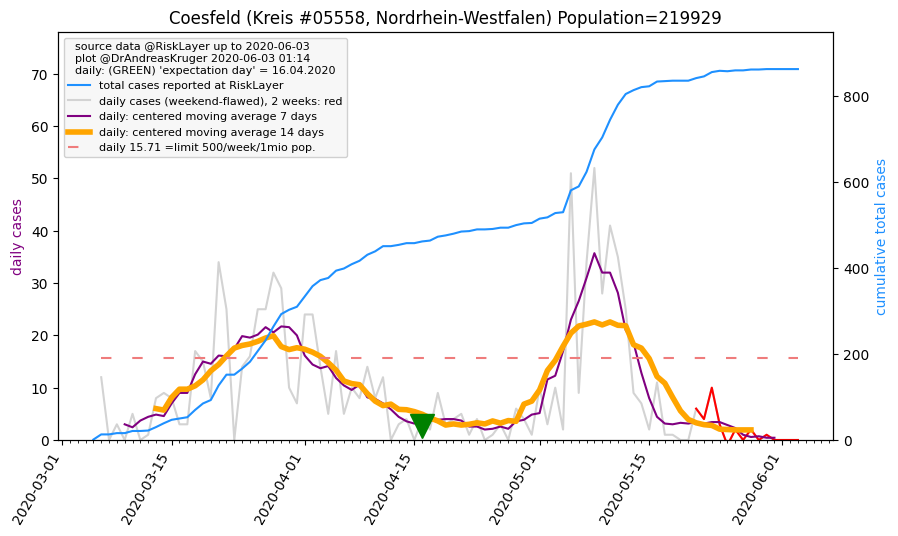 Coesfeld (Kreis #05558, Nordrhein-Westfalen) Population=219929
source data @RiskLayer up to 2020-06-03
plot @DrAndreasKruger 2020-06-03 01:14
daily: (GREEN) 'expectation day' = 16.04.2020
total cases reported at RiskLayer
daily cases (weekend-flawed), 2 weeks: red
daily: centered moving average 7 days
daily: centered moving average 14 days
daily 15.71 =limit 500/week/1mio pop.
daily cases
70
60
50
40
30
20
10
0
cumulative total cases
800
600
400
200
0
2020-03-01
2020-03-15
2020-04-01
2020-04-15
2020-05-01
2020-05-15
2020-06-01